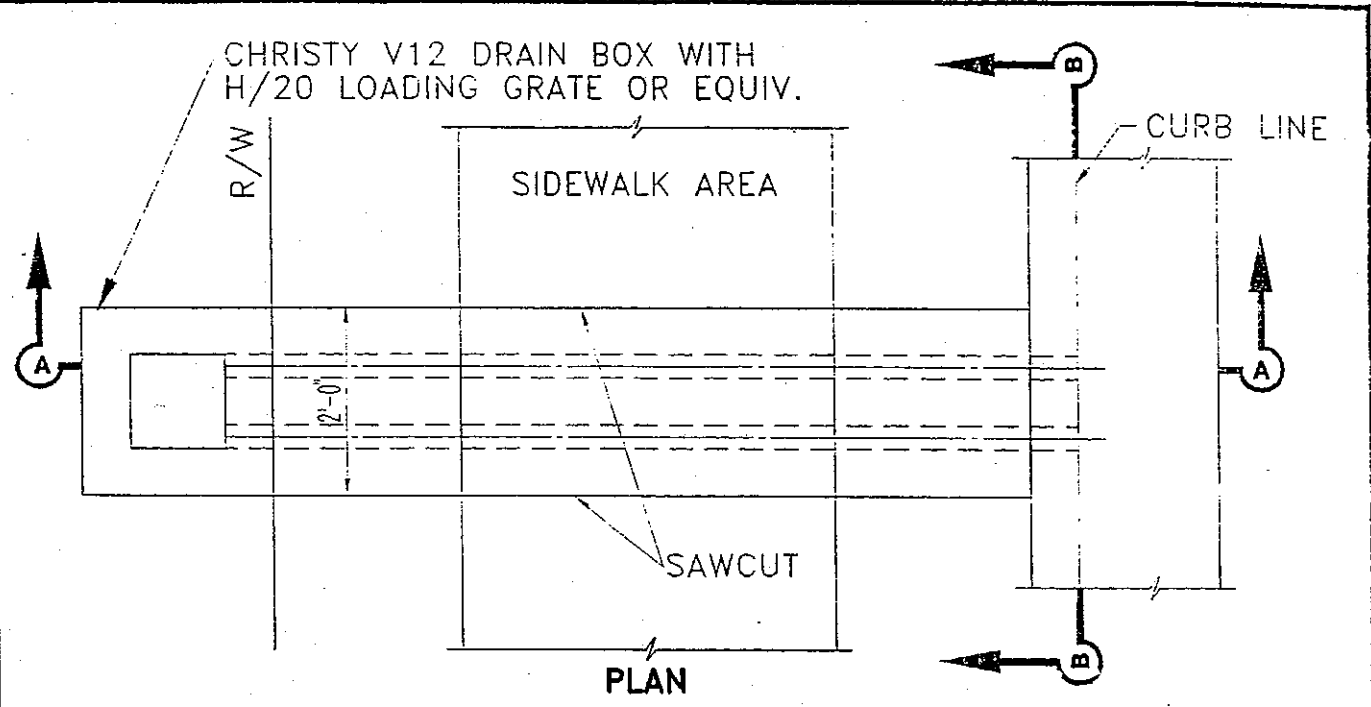 CHRISTY V12 DRAIN BOX WITH
H/20 LOADING GRATE OR EQUIV.
R/W
SIDEWALK AREA
B
CURB LINE
A
A
2'-0"
SAWCUT
B
PLAN